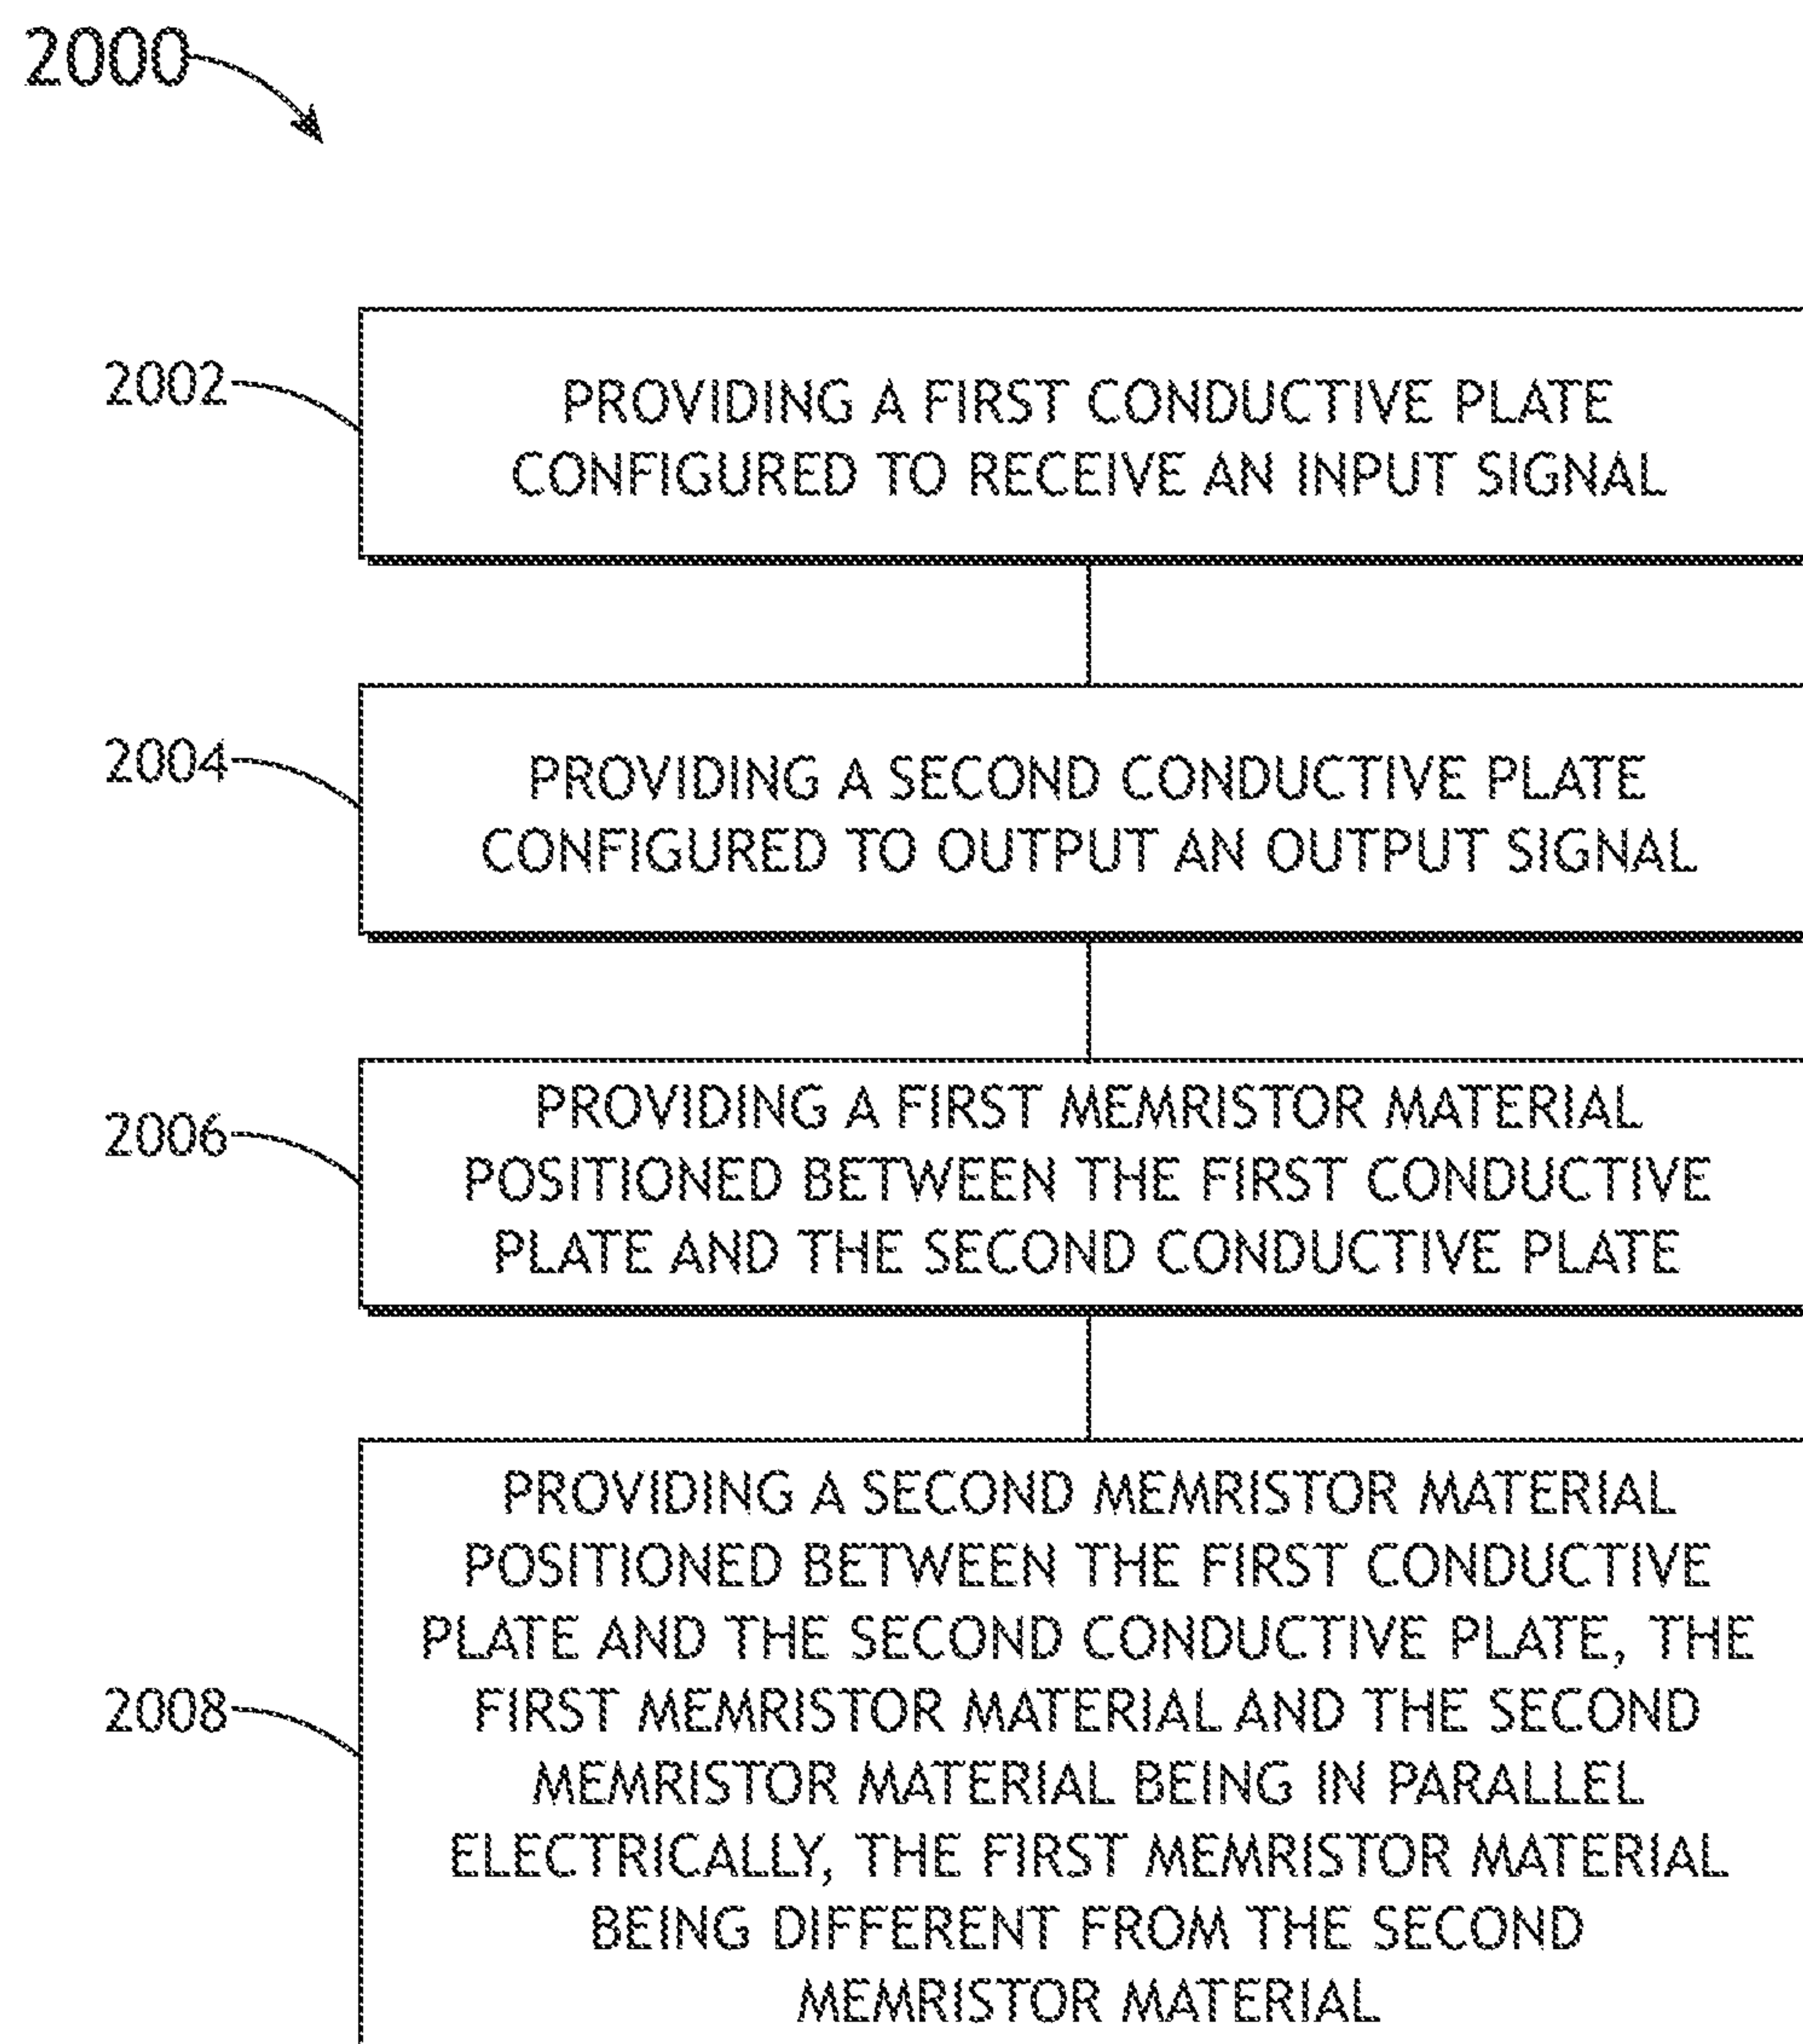 2000
2002
PROVIDING A FIRST CONDUCTIVE PLATE
CONFIGURED TO RECEIVE AN INPUT SIGNAL
2004
PROVIDING A SECOND CONDUCTIVE PLATE
CONFIGURED TO OUTPUT AN OUTPUT SIGNAL
2006
PROVIDING A FIRST MEMRISTOR MATERIAL
POSITIONED BETWEEN THE FIRST CONDUCTIVE
PLATE AND THE SECOND CONDUCTIVE PLATE
2008
PROVIDING A SECOND MEMRISTOR MATERIAL
POSITIONED BETWEEN THE FIRST CONDUCTIVE
PLATE AND THE SECOND CONDUCTIVE PLATE, THE
FIRST MEMRISTOR MATERIAL AND THE SECOND
MEMRISTOR MATERIAL BEING IN PARALLEL
ELECTRICALLY, THE FIRST MEMRISTOR MATERIAL
BEING DIFFERENT FROM THE SECOND
MEMRISTOR MATERIAL